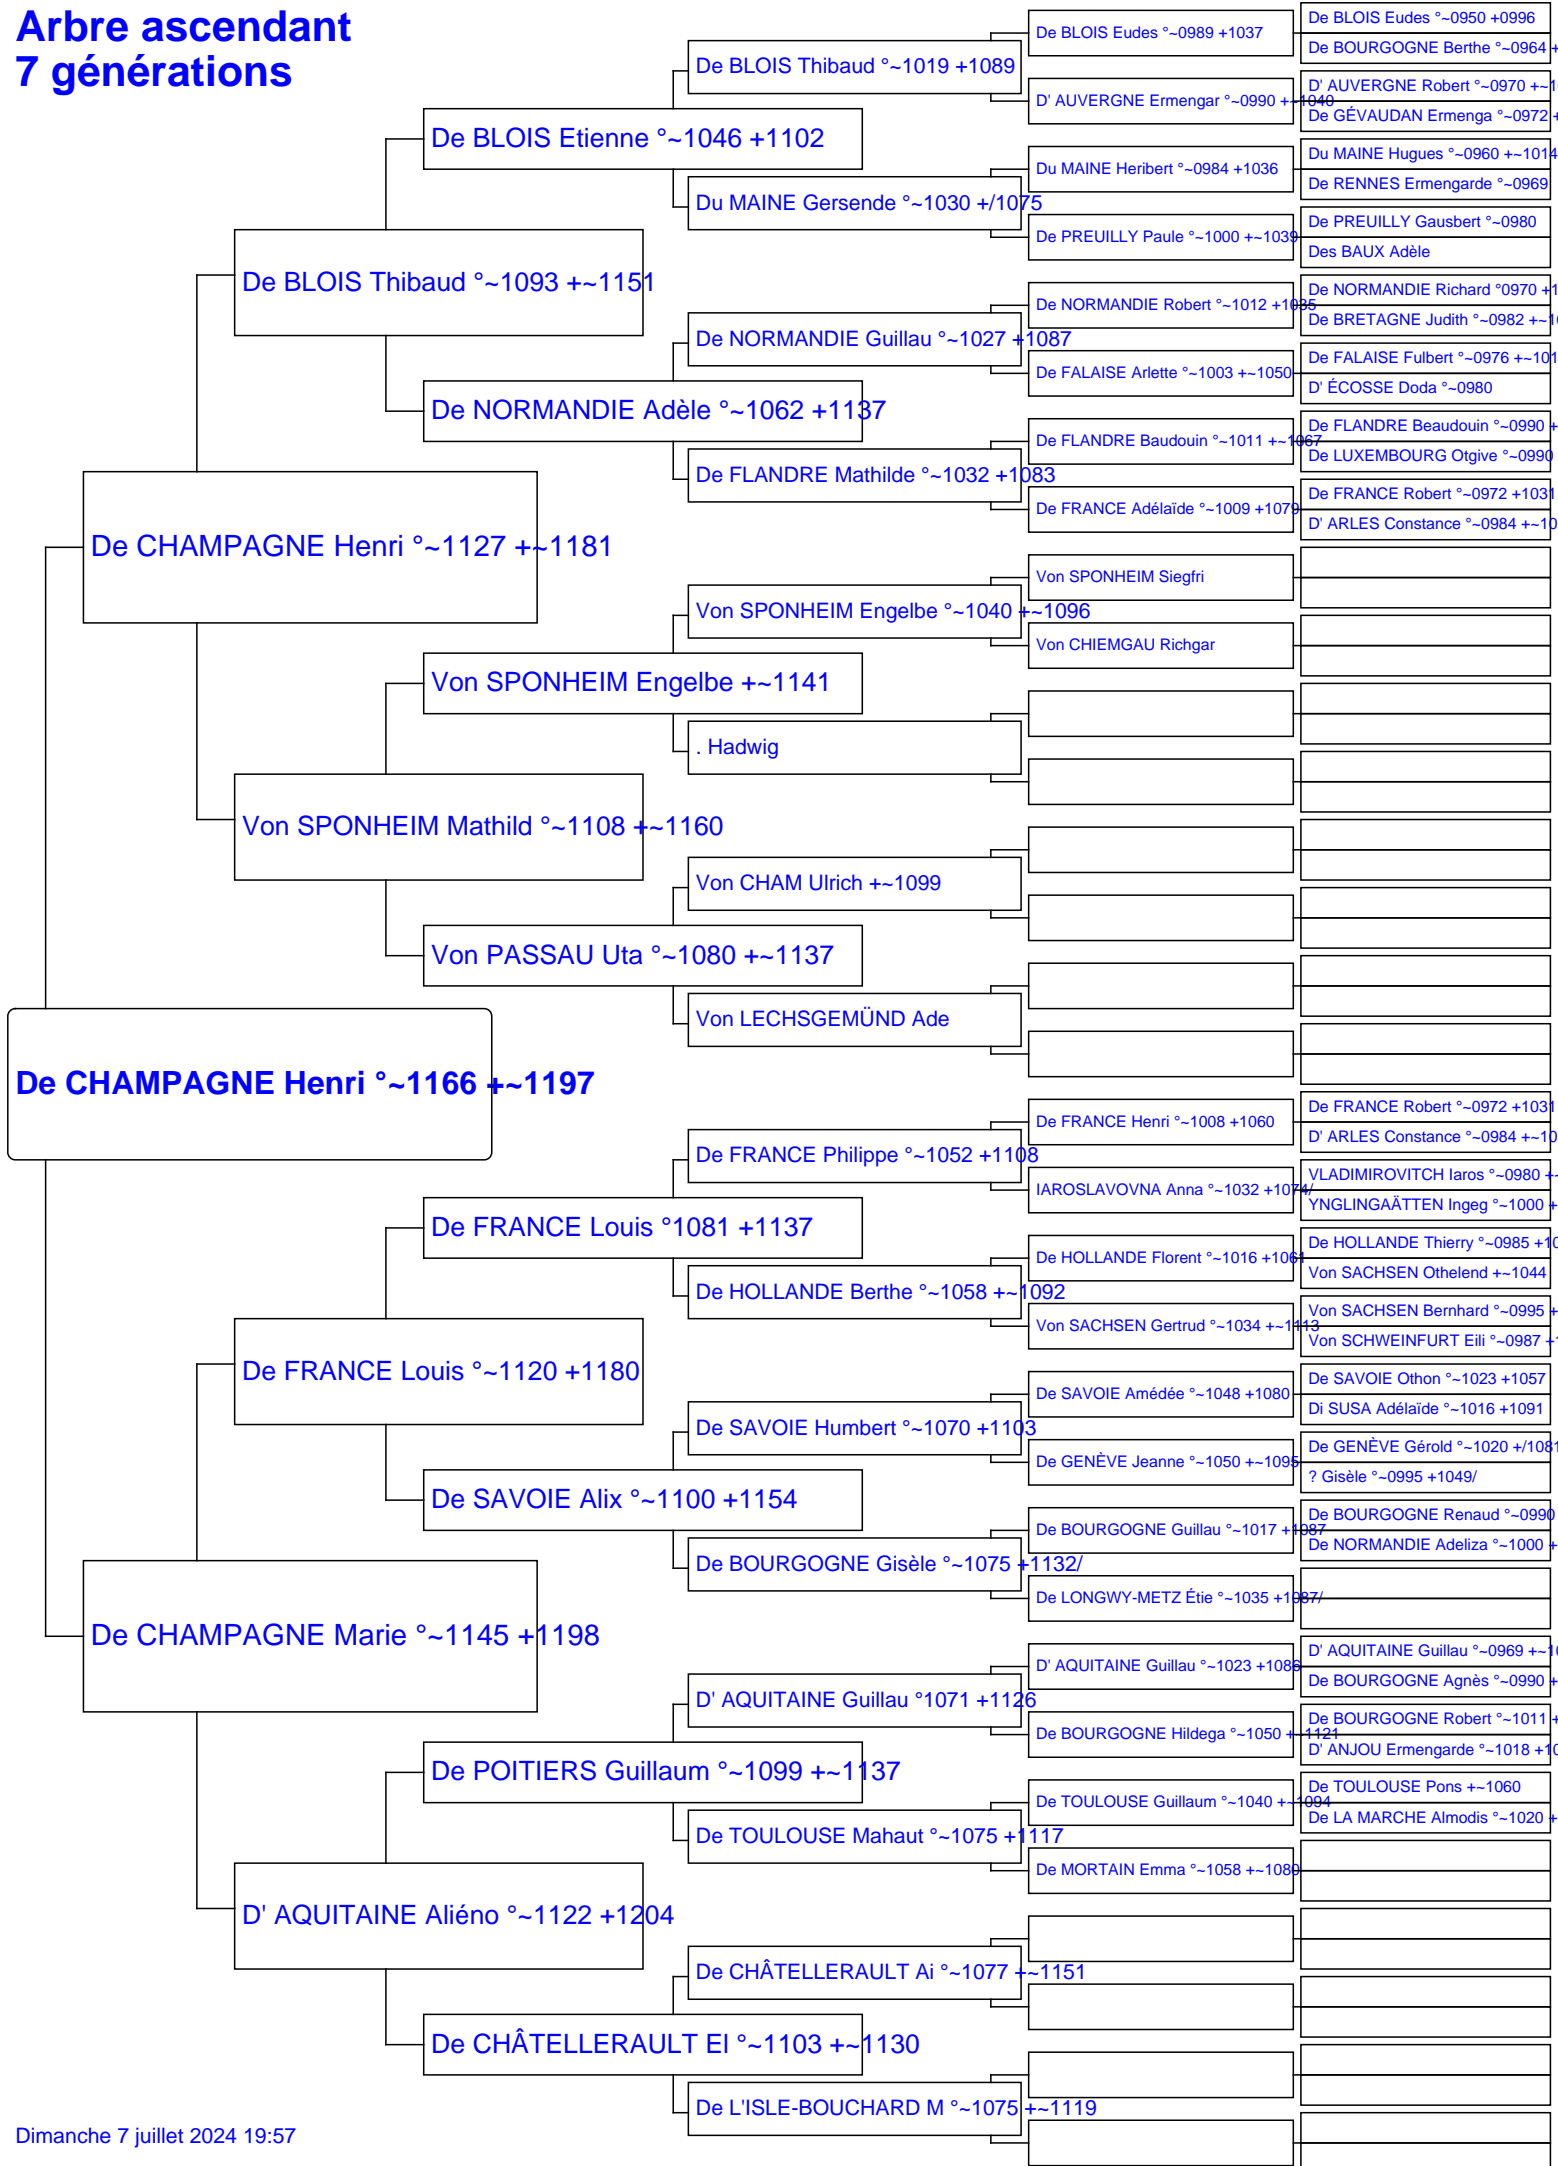 Arbre ascendant
7 générations
De CHAMPAGNE Henri °~1166 +~1197
De CHAMPAGNE Henri °~1127 +~1181
De CHAMPAGNE Marie °~1145 +1198
De BLOIS Thibaud °~1093 +~1151
Von SPONHEIM Mathild °~1108 +~1160
De FRANCE Louis °~1120 +1180
D' AQUITAINE Aliéno °~1122 +1204
De BLOIS Etienne °~1046 +1102
De NORMANDIE Adèle °~1062 +1137
Von SPONHEIM Engelbe +~1141
Von PASSAU Uta °~1080 +~1137
De FRANCE Louis °1081 +1137
De SAVOIE Alix °~1100 +1154
De POITIERS Guillaum °~1099 +~1137
De CHÂTELLERAULT El °~1103 +~1130
De BLOIS Thibaud °~1019 +1089
Du MAINE Gersende °~1030 +/1075
De NORMANDIE Guillau °~1027 +1087
De FLANDRE Mathilde °~1032 +1083
Von SPONHEIM Engelbe °~1040 +~1096
. Hadwig
Von CHAM Ulrich +~1099
Von LECHSGEMÜND Ade
De FRANCE Philippe °~1052 +1108
De HOLLANDE Berthe °~1058 +~1092
De SAVOIE Humbert °~1070 +1103
De BOURGOGNE Gisèle °~1075 +1132/
D' AQUITAINE Guillau °1071 +1126
De TOULOUSE Mahaut °~1075 +1117
De CHÂTELLERAULT Ai °~1077 +~1151
De L'ISLE-BOUCHARD M °~1075 +~1119
De BLOIS Eudes °~0989 +1037
D' AUVERGNE Ermengar °~0990 +~1040
Du MAINE Heribert °~0984 +1036
De PREUILLY Paule °~1000 +~1039
De NORMANDIE Robert °~1012 +1035
De FALAISE Arlette °~1003 +~1050
De FLANDRE Baudouin °~1011 +~1067
De FRANCE Adélaïde °~1009 +1079
Von SPONHEIM Siegfri
Von CHIEMGAU Richgar
De FRANCE Henri °~1008 +1060
IAROSLAVOVNA Anna °~1032 +1074/
De HOLLANDE Florent °~1016 +1061
Von SACHSEN Gertrud °~1034 +~1113
De SAVOIE Amédée °~1048 +1080
De GENÈVE Jeanne °~1050 +~1095
De BOURGOGNE Guillau °~1017 +1087
De LONGWY-METZ Étie °~1035 +1087/
D' AQUITAINE Guillau °~1023 +1086
De BOURGOGNE Hildega °~1050 +~1121
De TOULOUSE Guillaum °~1040 +~1094
De MORTAIN Emma °~1058 +~1080
De BLOIS Eudes °~0950 +0996
De BOURGOGNE Berthe °~0964 +
D' AUVERGNE Robert °~0970 +~1
De GÉVAUDAN Ermenga °~0972 +
Du MAINE Hugues °~0960 +~1014
De RENNES Ermengarde °~0969
De PREUILLY Gausbert °~0980
Des BAUX Adèle
De NORMANDIE Richard °0970 +1
De BRETAGNE Judith °~0982 +~1
De FALAISE Fulbert °~0976 +~101
D' ÉCOSSE Doda °~0980
De FLANDRE Beaudouin °~0990 +
De LUXEMBOURG Otgive °~0990
De FRANCE Robert °~0972 +1031
D' ARLES Constance °~0984 +~10
De FRANCE Robert °~0972 +1031
D' ARLES Constance °~0984 +~10
VLADIMIROVITCH Iaros °~0980 +~
YNGLINGAÄTTEN Ingeg °~1000 +
De HOLLANDE Thierry °~0985 +10
Von SACHSEN Othelend +~1044
Von SACHSEN Bernhard °~0995 +
Von SCHWEINFURT Eili °~0987 +1
De SAVOIE Othon °~1023 +1057
Di SUSA Adélaïde °~1016 +1091
De GENÈVE Gérold °~1020 +/1081
? Gisèle °~0995 +1049/
De BOURGOGNE Renaud °~0990
De NORMANDIE Adeliza °~1000 +
D' AQUITAINE Guillau °~0969 +~10
De BOURGOGNE Agnès °~0990 +
De BOURGOGNE Robert °~1011 +
D' ANJOU Ermengarde °~1018 +10
De TOULOUSE Pons +~1060
De LA MARCHE Almodis °~1020 +
Dimanche 7 juillet 2024 19:57